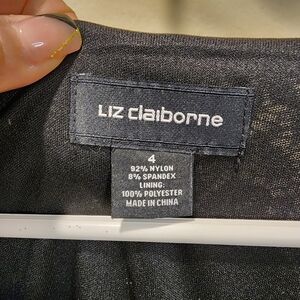 LIZ claiborne
4
92% NYLON
8% SPANDEX
LINING:
100% POLYESTER
MADE IN CHINA